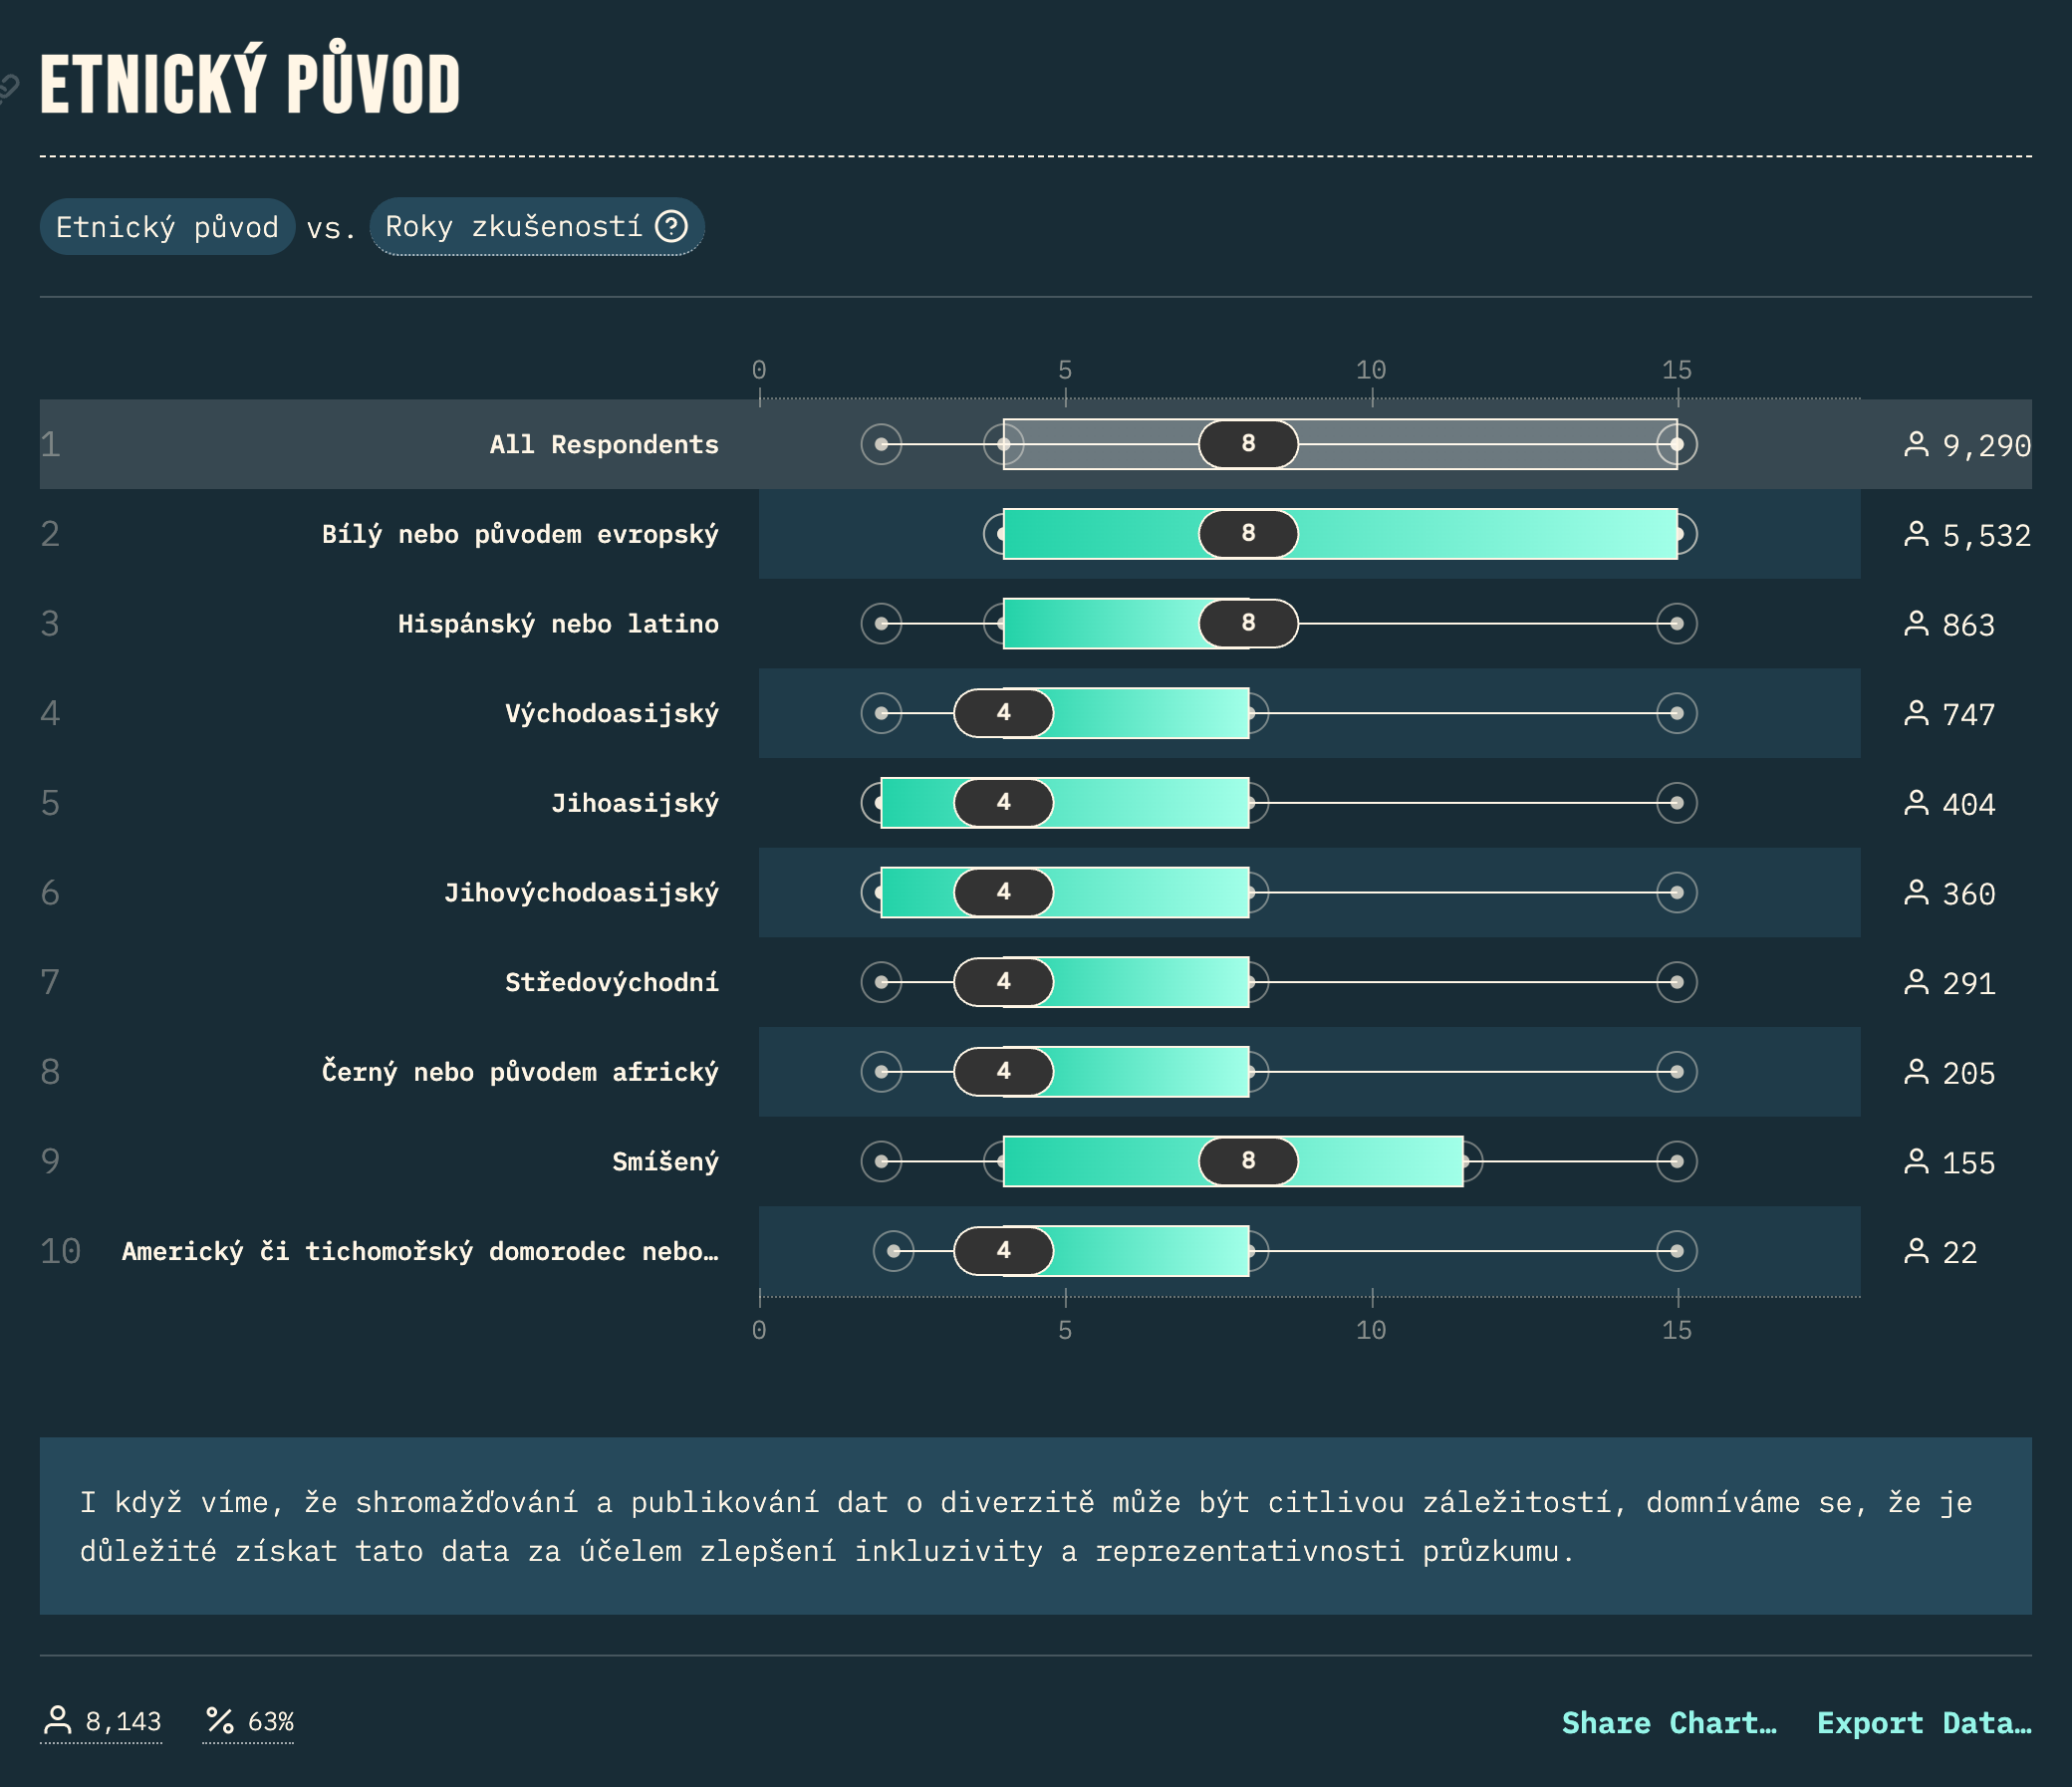 ETNICKÝ PŮVOD
Etnický původ vs. Roky zkušeností ?
0 5 10 15
1 All Respondents 8 9,290
2 Bílý nebo původem evropský 8 5,532
3 Hispánský nebo latino 8 863
4 Východoasijský 4 747
5 Jihoasijský 4 404
6 Jihovýchodoasijský 4 360
7 Středovýchodní 4 291
8 Černý nebo původem africký 4 205
9 Smíšený 8 155
10 Americký či tichomořský domorodec nebo… 4 22
0 5 10 15
I když víme, že shromažďování a publikování dat o diverzitě může být citlivou záležitostí, domníváme se, že je
důležité získat tato data za účelem zlepšení inkluzivity a reprezentativnosti průzkumu.
8,143 % 63% Share Chart… Export Data…